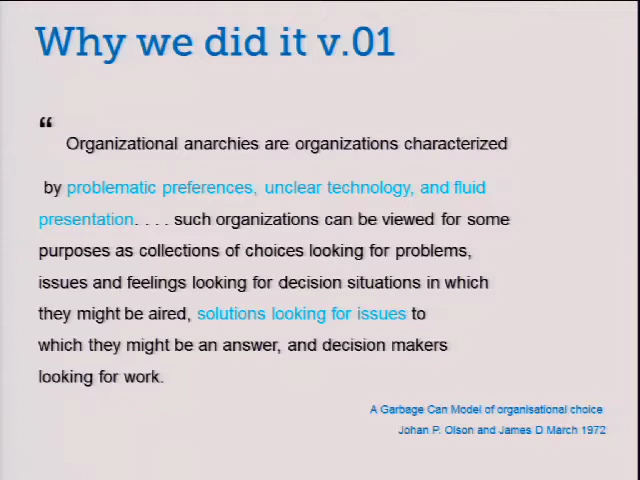 Why we did it v.01
“ Organizational anarchies are organizations characterized
by problematic preferences, unclear technology, and fluid
presentation. . . . such organizations can be viewed for some
purposes as collections of choices looking for problems,
issues and feelings looking for decision situations in which
they might be aired, solutions looking for issues to
which they might be an answer, and decision makers
looking for work.
A Garbage Can Model of organisational choice
Johan P. Olson and James D March 1972